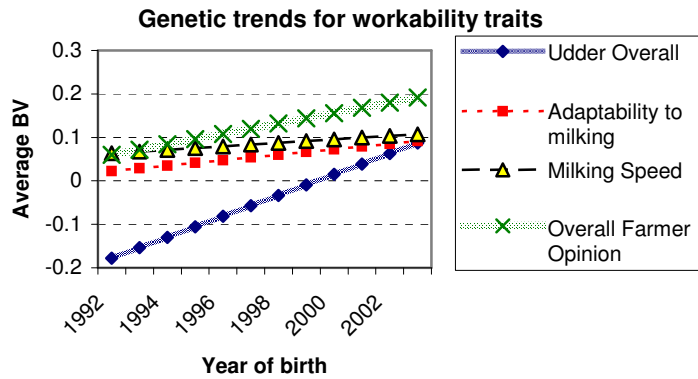 Genetic trends for workability traits
0.3
0.2
0.1
0
-0.1
-0.2
Average BV
1992
1994
1996
1998
2000
2002
Year of birth
Udder Overall
Adaptability to
milking
Milking Speed
Overall Farmer
Opinion